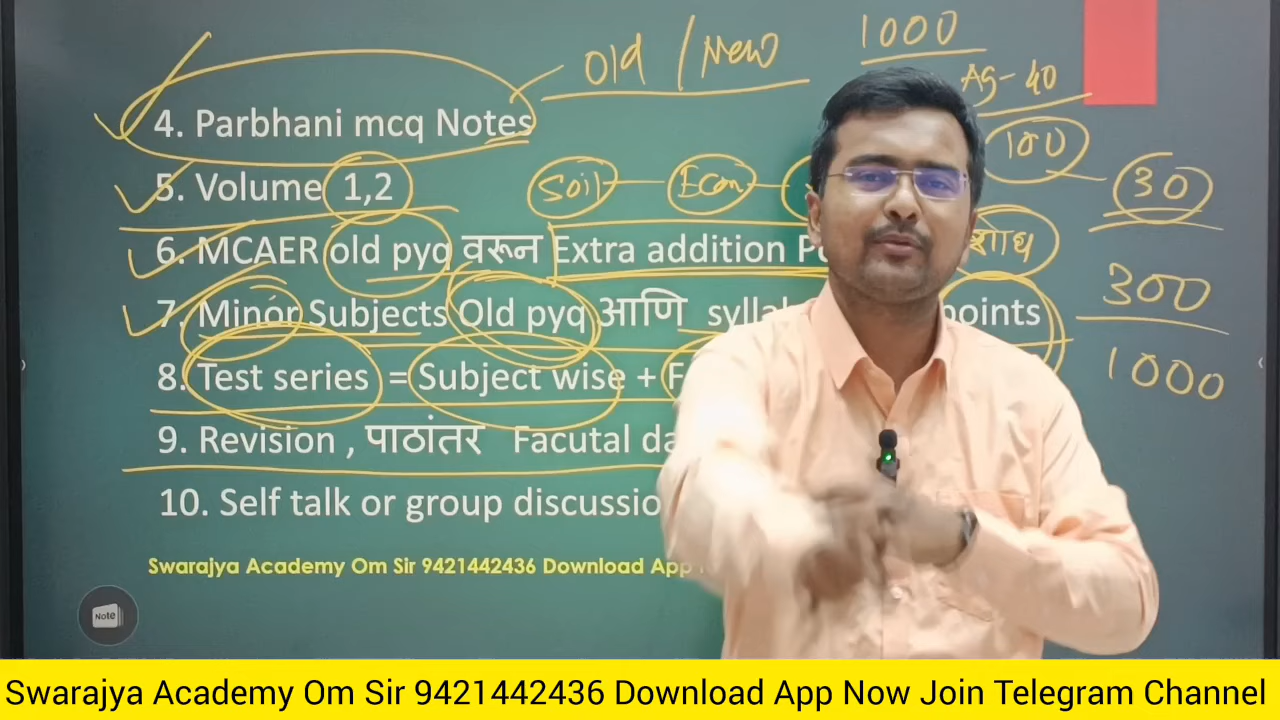 Old / New 1000
Ag - 40
4. Parbhani mcq Notes
100
5. Volume 1,2 Soil Econ 30
6. MCAER old pyq वरून Extra addition शोध
300
7. Minor Subjects Old pyq आणि points
1000
8. Test series = Subject wise +
9. Revision , पाठांतर Facutal
10. Self talk or group
Swarajya Academy Om Sir 9421442436 Download App
Note
Swarajya Academy Om Sir 9421442436 Download App Now Join Telegram Channel